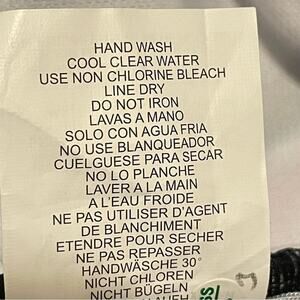 HAND WASH
COOL CLEAR WATER
USE NON CHLORINE BLEACH
LINE DRY
DO NOT IRON
LAVAS A MANO
SOLO CON AGUA FRIA
NO USE BLANQUEADOR
CUELGUESE PARA SECAR
NO LO PLANCHE
LAVER A LA MAIN
A L'EAU FROIDE
NE PAS UTILISER D'AGENT
DE BLANCHIMENT
ETENDRE POUR SECHER
NE PAS REPASSER
HANDWÄSCHE 30°
NICHT CHLOREN
NICHT BÜGELN